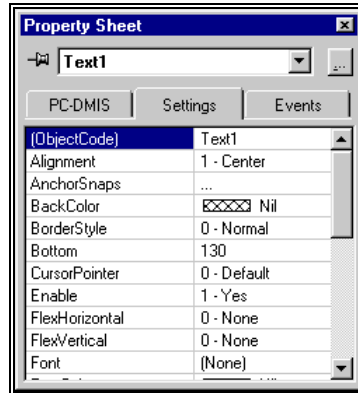 Property Sheet
Text1
...
PC-DMIS Settings Events
(ObjectCode) Text1
Alignment 1 - Center
AnchorSnaps ...
BackColor Nil
BorderStyle 0 - Normal
Bottom 130
CursorPointer 0 - Default
Enable 1 - Yes
FlexHorizontal 0 - None
FlexVertical 0 - None
Font (None)